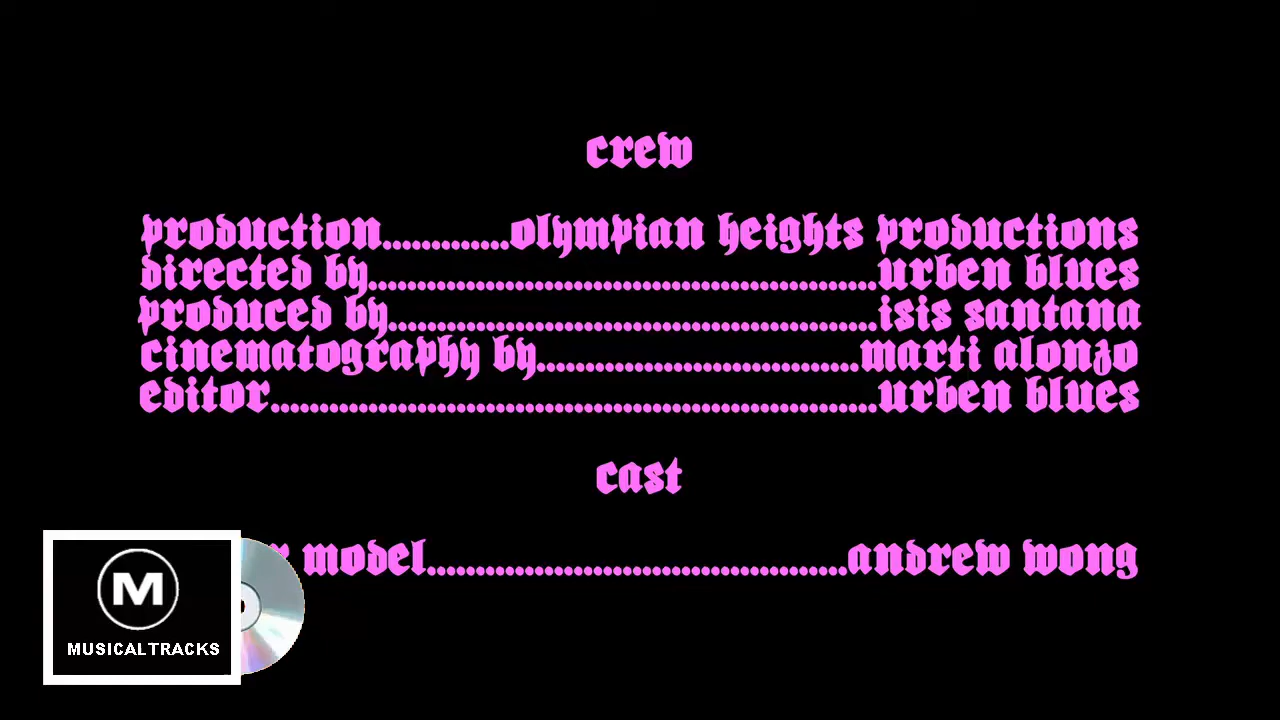 crew
production.............olympian heights productions
directed by....................................................urben blues
produced by..................................................isis santana
cinematography by.................................marti alonzo
editor..............................................................urben blues
cast
model...........................................andrew wong
M
MUSICALTRACKS